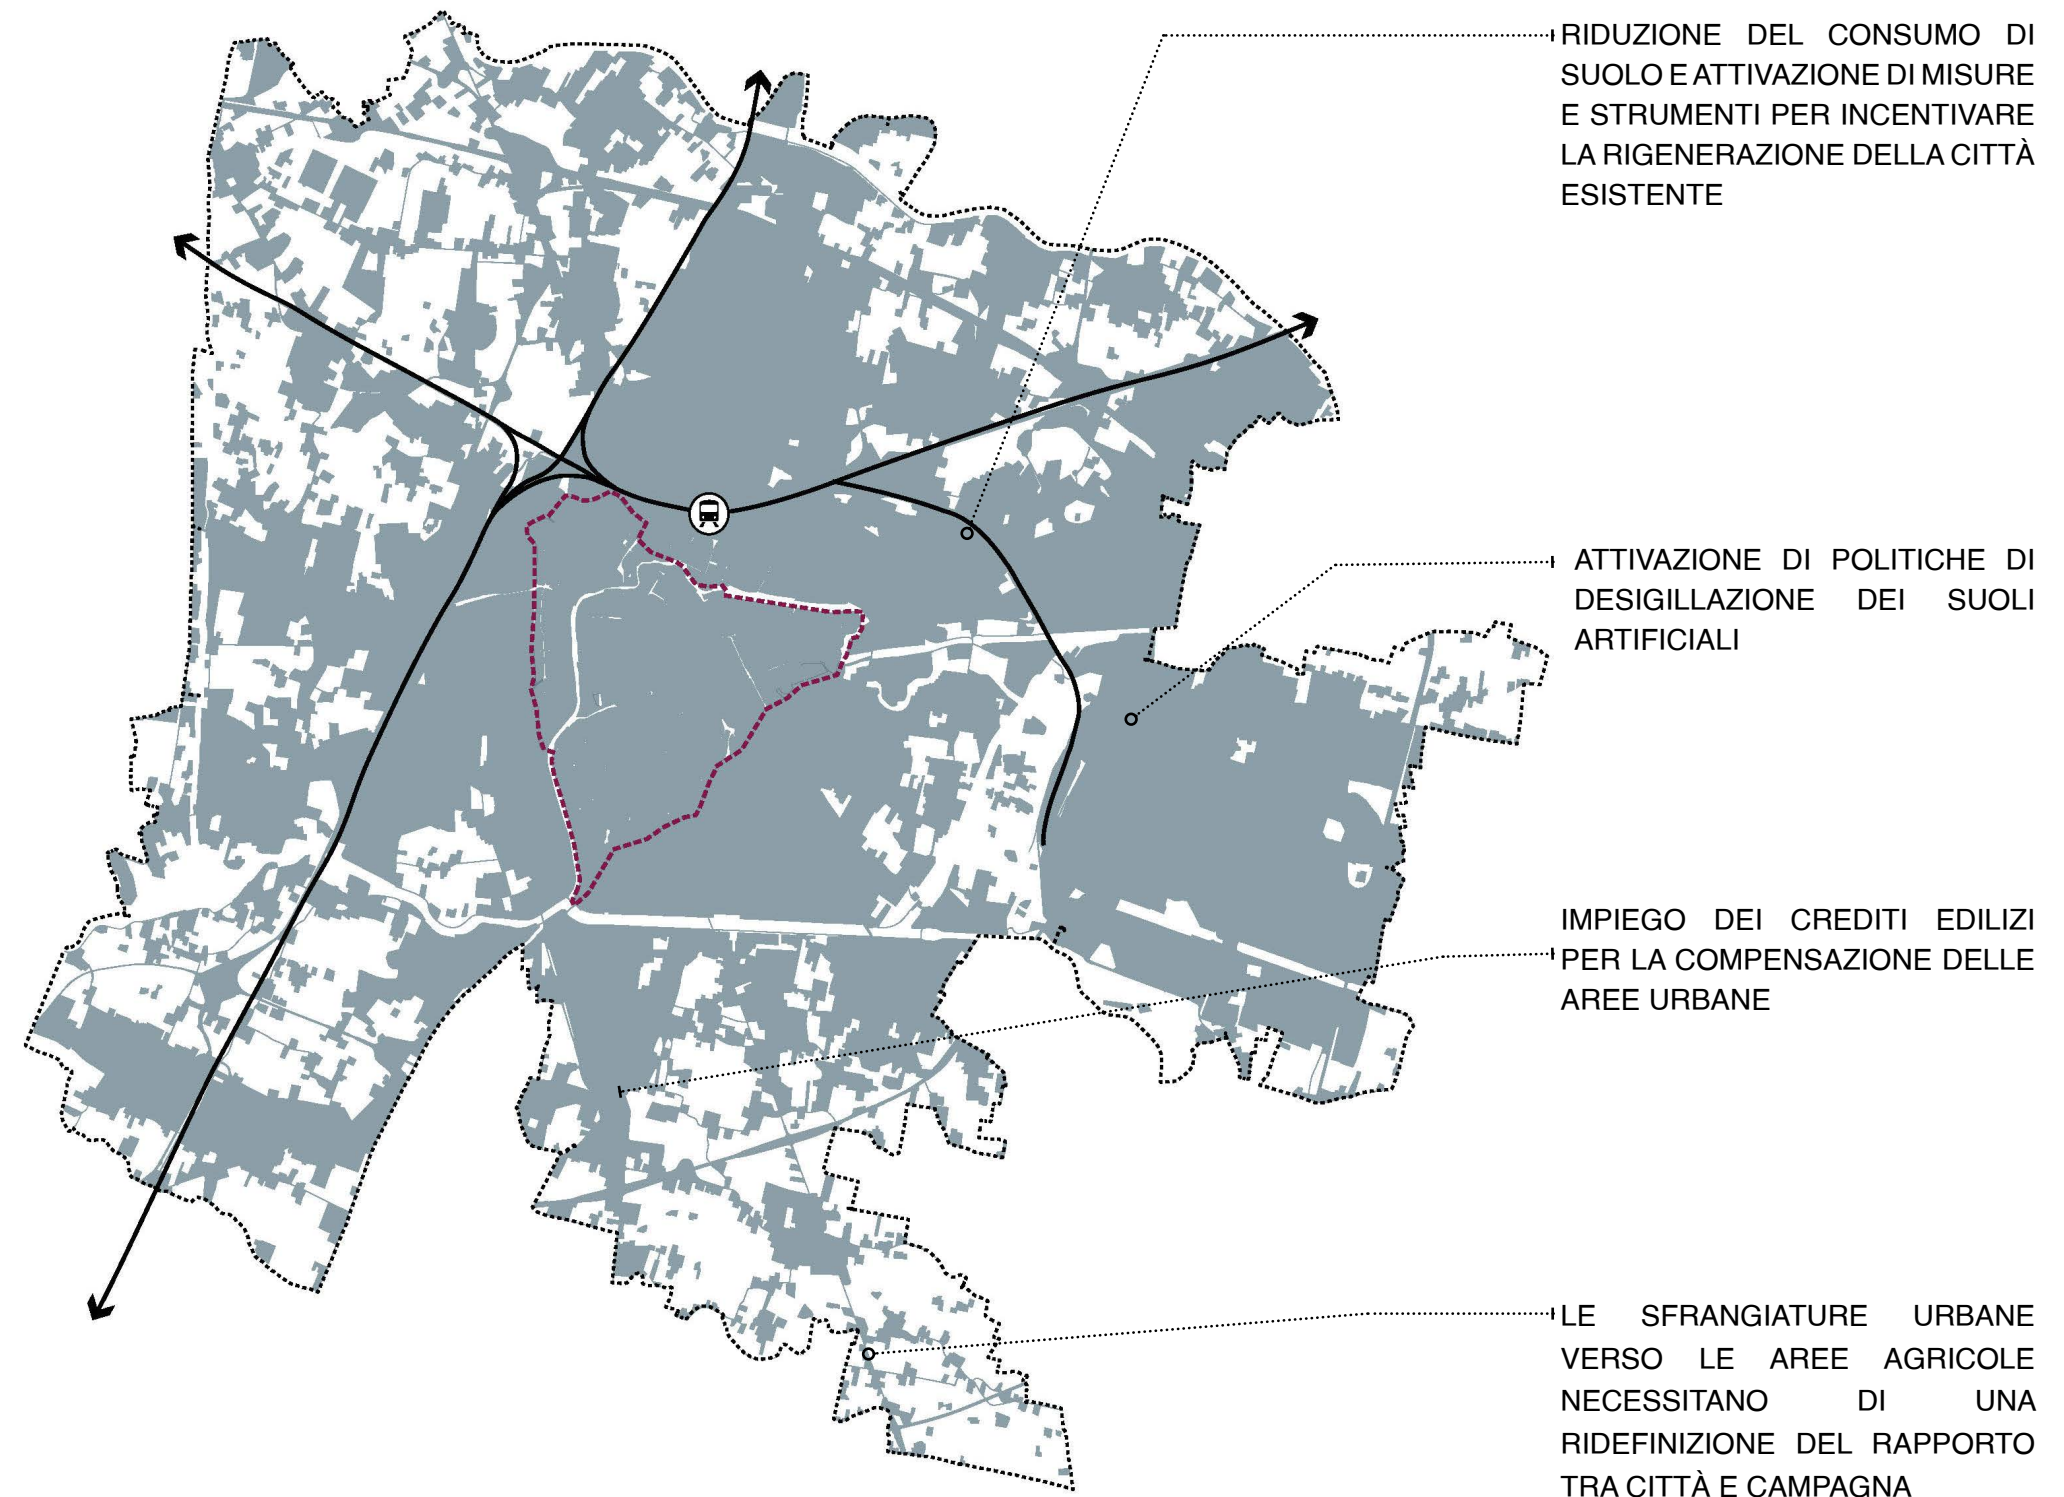 RIDUZIONE DEL CONSUMO DI
SUOLO E ATTIVAZIONE DI MISURE
E STRUMENTI PER INCENTIVARE
LA RIGENERAZIONE DELLA CITTÀ
ESISTENTE
ATTIVAZIONE DI POLITICHE DI
DESIGILLAZIONE DEI SUOLI
ARTIFICIALI
IMPIEGO DEI CREDITI EDILIZI
PER LA COMPENSAZIONE DELLE
AREE URBANE
LE SFRANGIATURE URBANE
VERSO LE AREE AGRICOLE
NECESSITANO DI UNA
RIDEFINIZIONE DEL RAPPORTO
TRA CITTÀ E CAMPAGNA